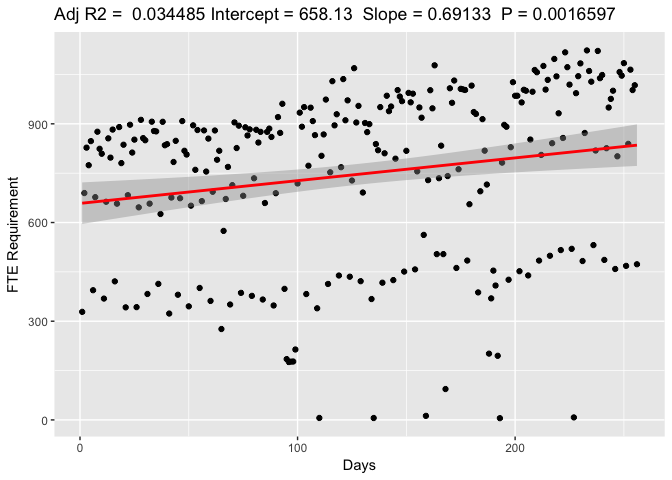 Adj R2 =  0.034485 Intercept = 658.13  Slope = 0.69133  P = 0.0016597
FTE Requirement
900
600
300
0
0
100
200
Days